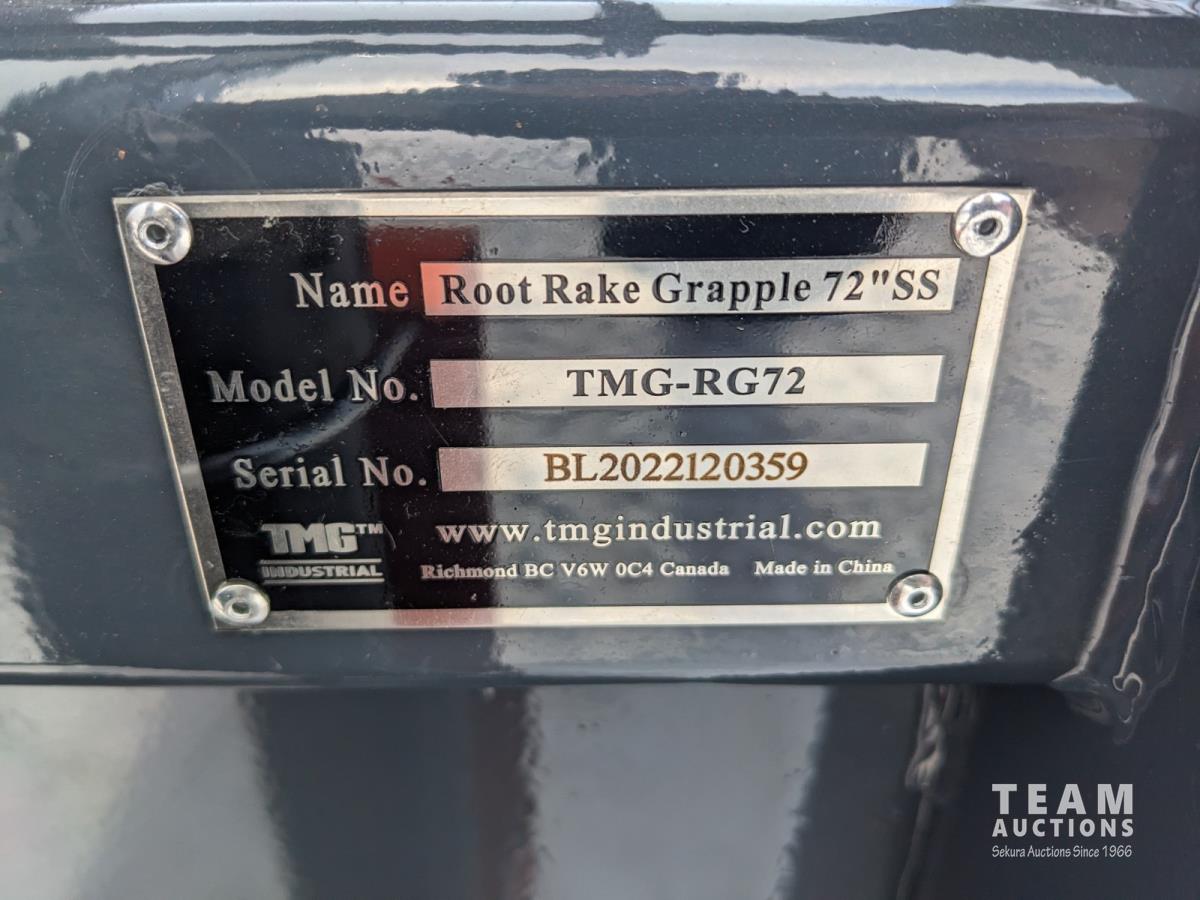 Name Root Rake Grapple 72"SS
Model No. TMG-RG72
Serial No. BL2022120359
TMG™ www.tmgindustrial.com
INDUSTRIAL Richmond BC V6W 0C4 Canada Made in China
TEAM
AUCTIONS
Sekura Auctions Since 1966